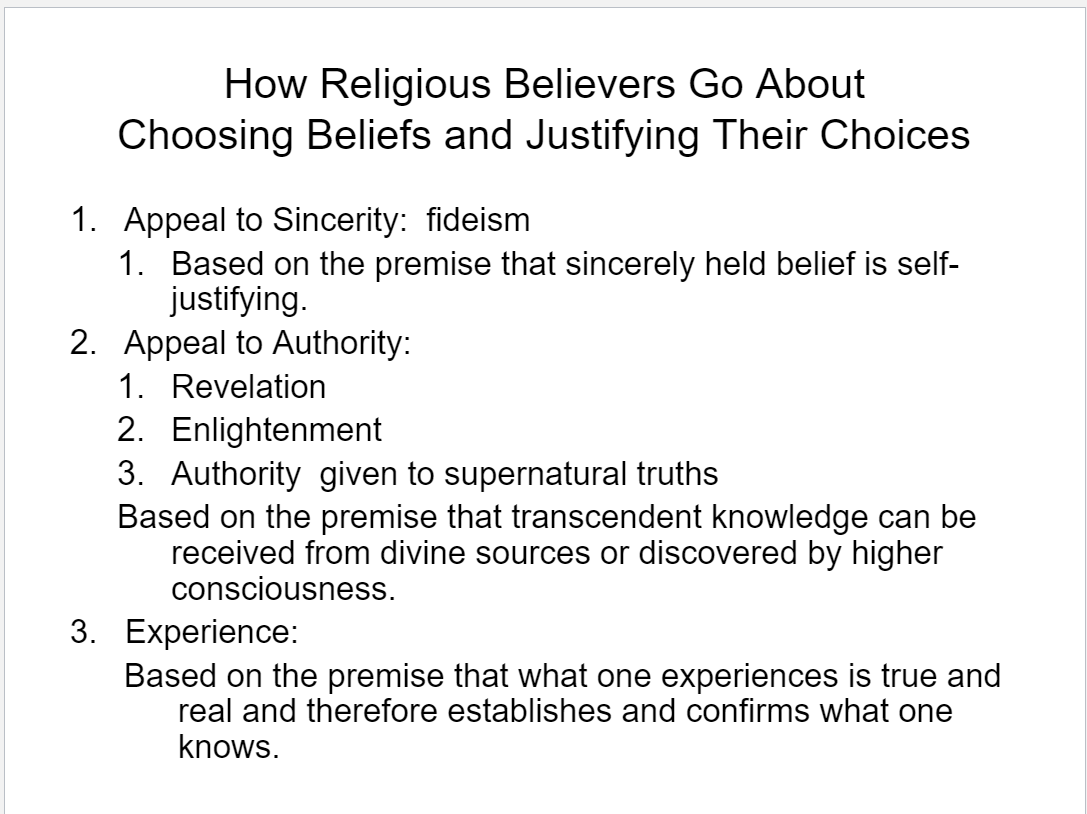 How Religious Believers Go About
Choosing Beliefs and Justifying Their Choices
1. Appeal to Sincerity:  fideism
1. Based on the premise that sincerely held belief is self-
justifying.
2. Appeal to Authority:
1. Revelation
2. Enlightenment
3. Authority  given to supernatural truths
Based on the premise that transcendent knowledge can be
received from divine sources or discovered by higher
consciousness.
3. Experience:
Based on the premise that what one experiences is true and
real and therefore establishes and confirms what one
knows.